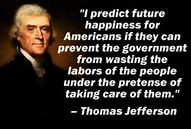 "I predict future
happiness for
Americans if they can
prevent the government
from wasting the
labors of the people
under the pretense of
taking care of them."
– Thomas Jefferson